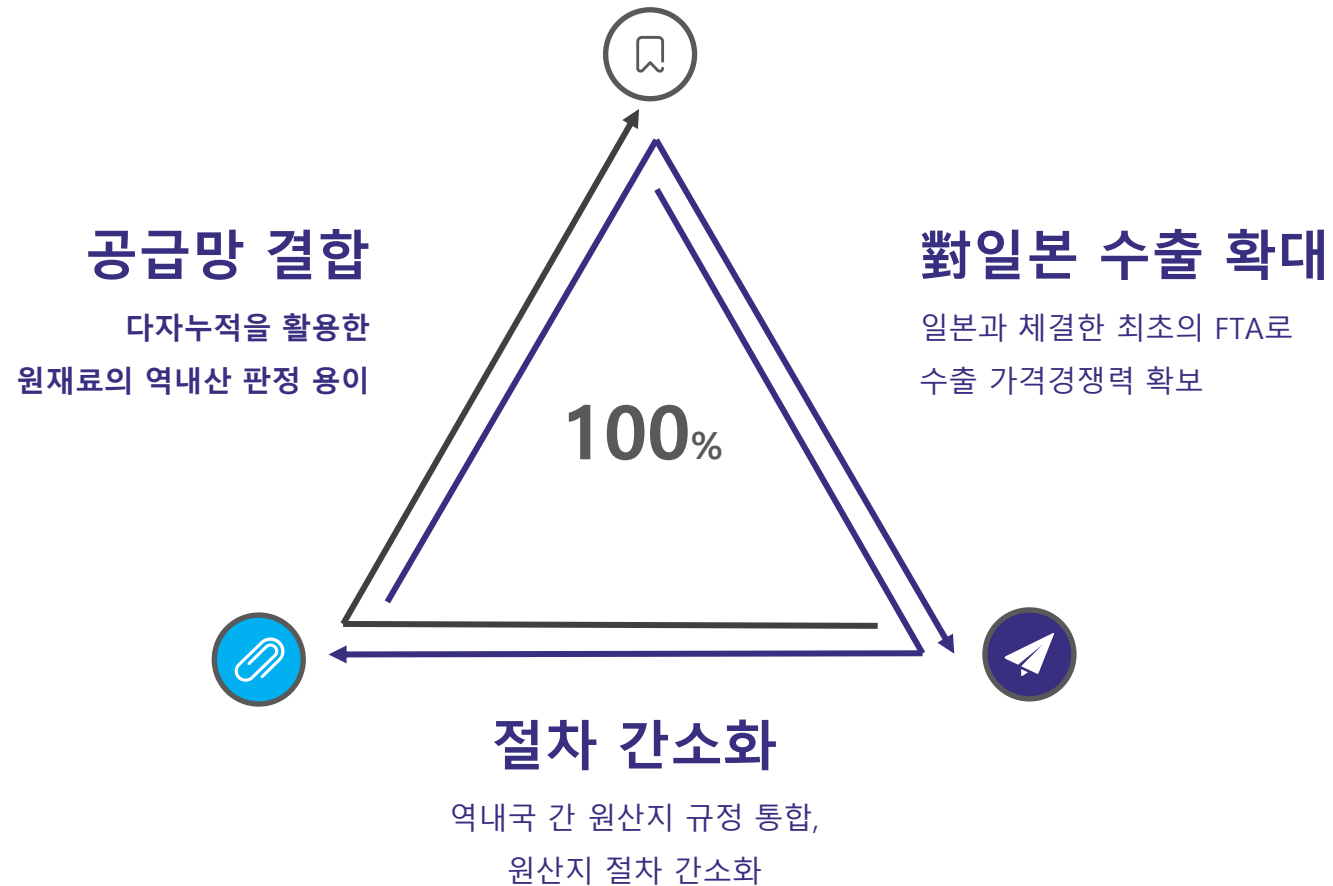 공급망 결합
다자누적을 활용한
원재료의 역내산 판정 용이
對일본 수출 확대
일본과 체결한 최초의 FTA로
수출 가격경쟁력 확보
100%
절차 간소화
역내국 간 원산지 규정 통합,
원산지 절차 간소화